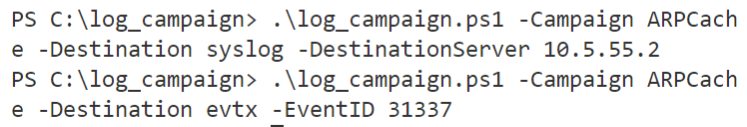 PS C:\log_campaign> .\log_campaign.ps1 -Campaign ARPCach
e -Destination syslog -DestinationServer 10.5.55.2
PS C:\log_campaign> .\log_campaign.ps1 -Campaign ARPCach
e -Destination evtx -EventID 31337